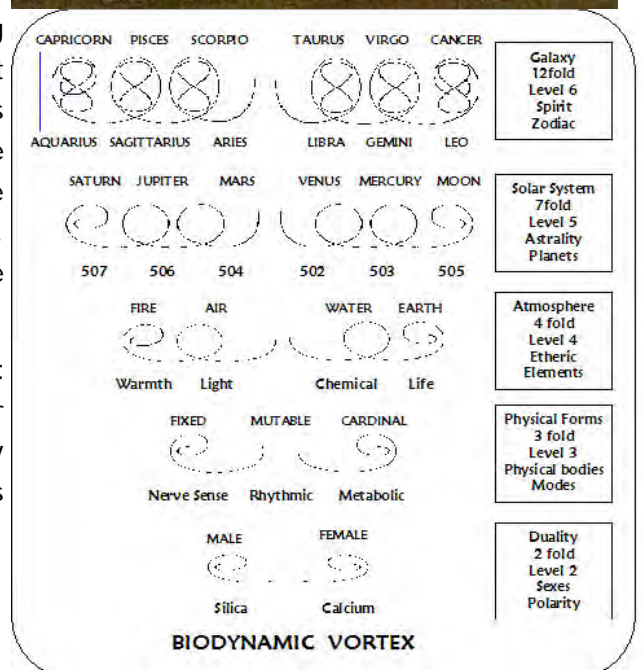 CAPRICORN PISCES SCORPIO TAURUS VIRGO CANCER
AQUARIUS SAGITTARIUS ARIES LIBRA GEMINI LEO
Galaxy
12fold
Level 6
Spirit
Zodiac
SATURN JUPITER MARS VENUS MERCURY MOON
507 506 504 502 503 505
Solar System
7fold
Level 5
Astrality
Planets
FIRE AIR WATER EARTH
Warmth Light Chemical Life
Atmosphere
4 fold
Level 4
Etheric
Elements
FIXED MUTABLE CARDINAL
Nerve Sense Rhythmic Metabolic
Physical Forms
3 fold
Level 3
Physical bodies
Modes
MALE FEMALE
Silica Calcium
Duality
2 fold
Level 2
Sexes
Polarity
BIODYNAMIC VORTEX